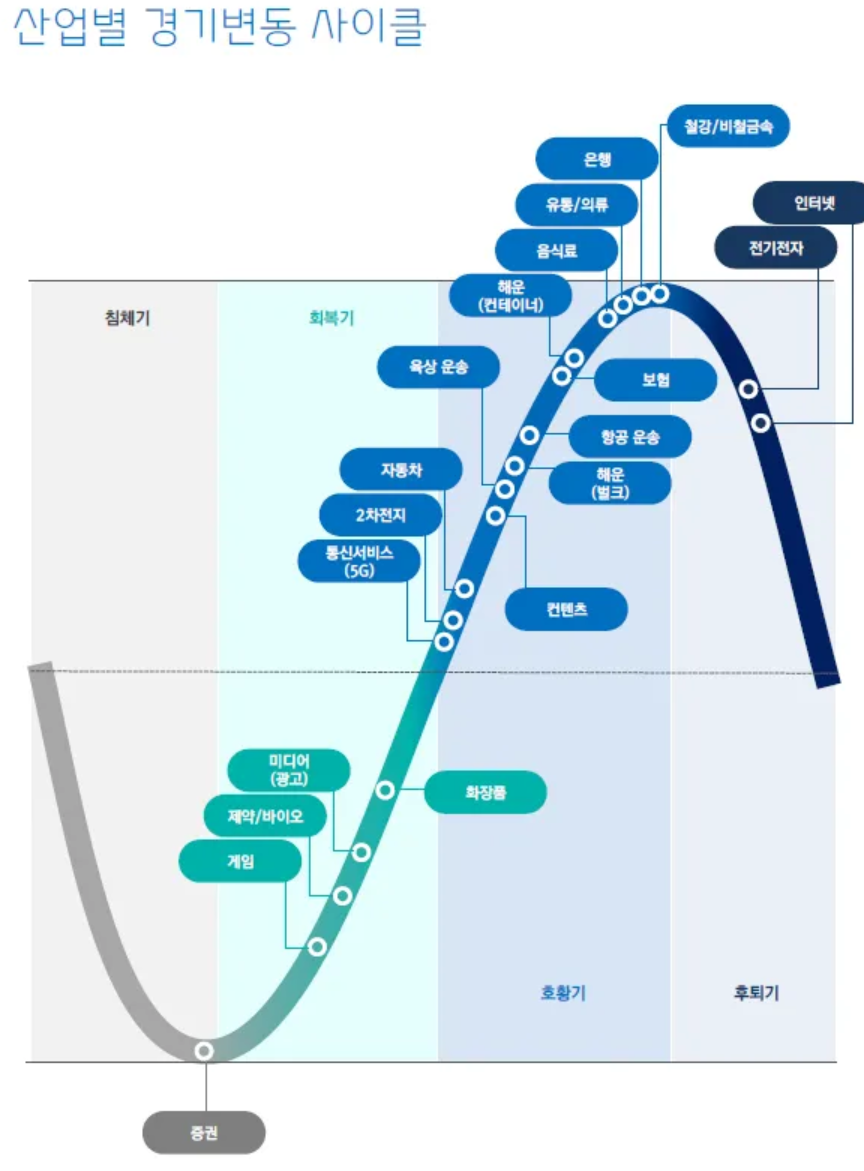 산업별 경기변동 사이클
철강/비철금속
은행
인터넷
유통/의류
전기전자
음식료
해운
(컨테이너)
침체기
회복기
육상 운송
보험
항공 운송
자동차
해운
(벌크)
2차전지
통신서비스
(5G)
컨텐츠
미디어
(광고)
화장품
제약/바이오
게임
호황기
후퇴기
증권